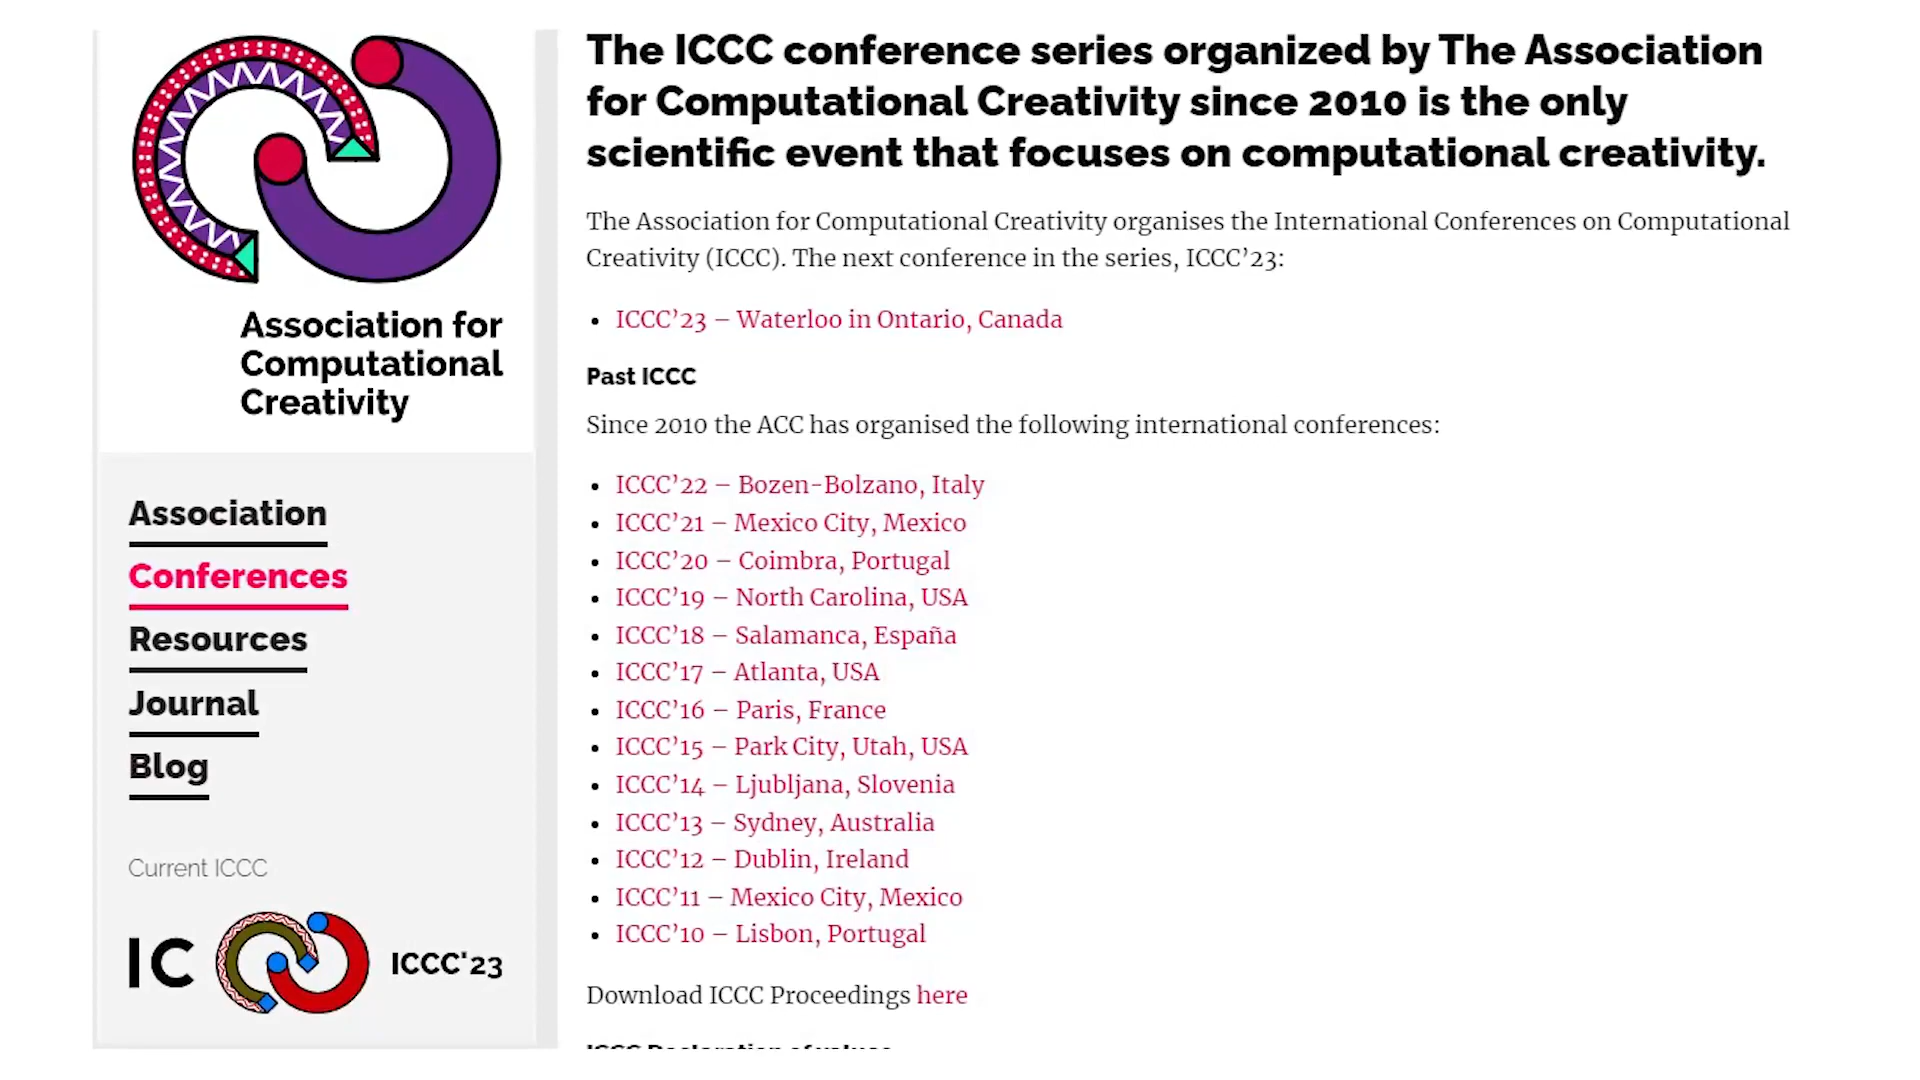 Association for
Computational
Creativity
Association
Conferences
Resources
Journal
Blog
Current ICCC
IC
ICCC'23
The ICCC conference series organized by The Association
for Computational Creativity since 2010 is the only
scientific event that focuses on computational creativity.
The Association for Computational Creativity organises the International Conferences on Computational
Creativity (ICCC). The next conference in the series, ICCC’23:
• ICCC’23 – Waterloo in Ontario, Canada
Past ICCC
Since 2010 the ACC has organised the following international conferences:
• ICCC’22 – Bozen-Bolzano, Italy
• ICCC’21 – Mexico City, Mexico
• ICCC’20 – Coimbra, Portugal
• ICCC’19 – North Carolina, USA
• ICCC’18 – Salamanca, España
• ICCC’17 – Atlanta, USA
• ICCC’16 – Paris, France
• ICCC’15 – Park City, Utah, USA
• ICCC’14 – Ljubljana, Slovenia
• ICCC’13 – Sydney, Australia
• ICCC’12 – Dublin, Ireland
• ICCC’11 – Mexico City, Mexico
• ICCC’10 – Lisbon, Portugal
Download ICCC Proceedings here
ICCC Declaration of values